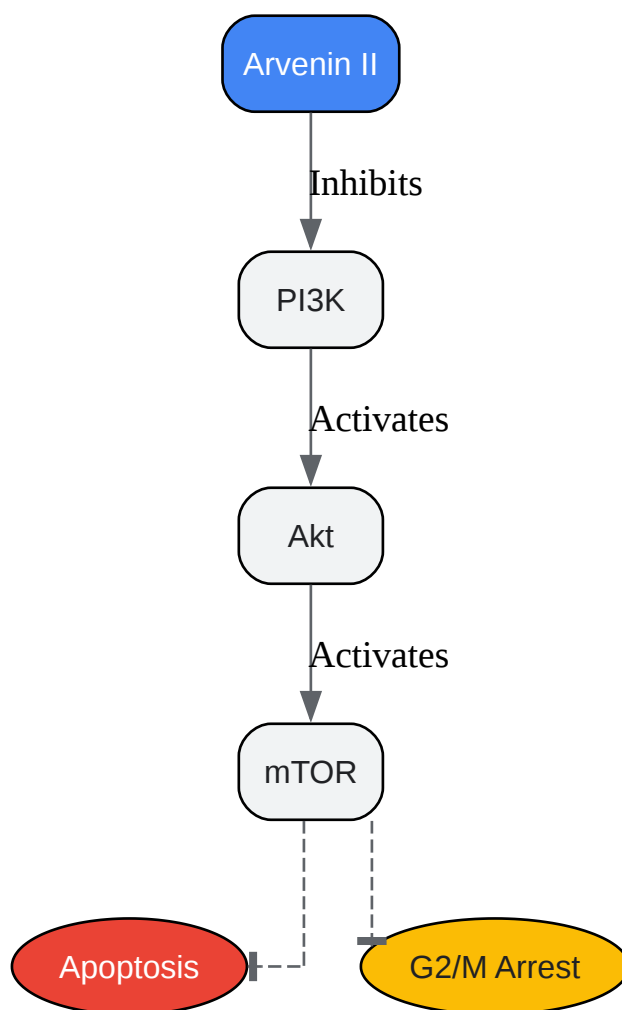 Arvenin II
Inhibits
PI3K
Activates
Akt
Activates
mTOR
Apoptosis
G2/M Arrest